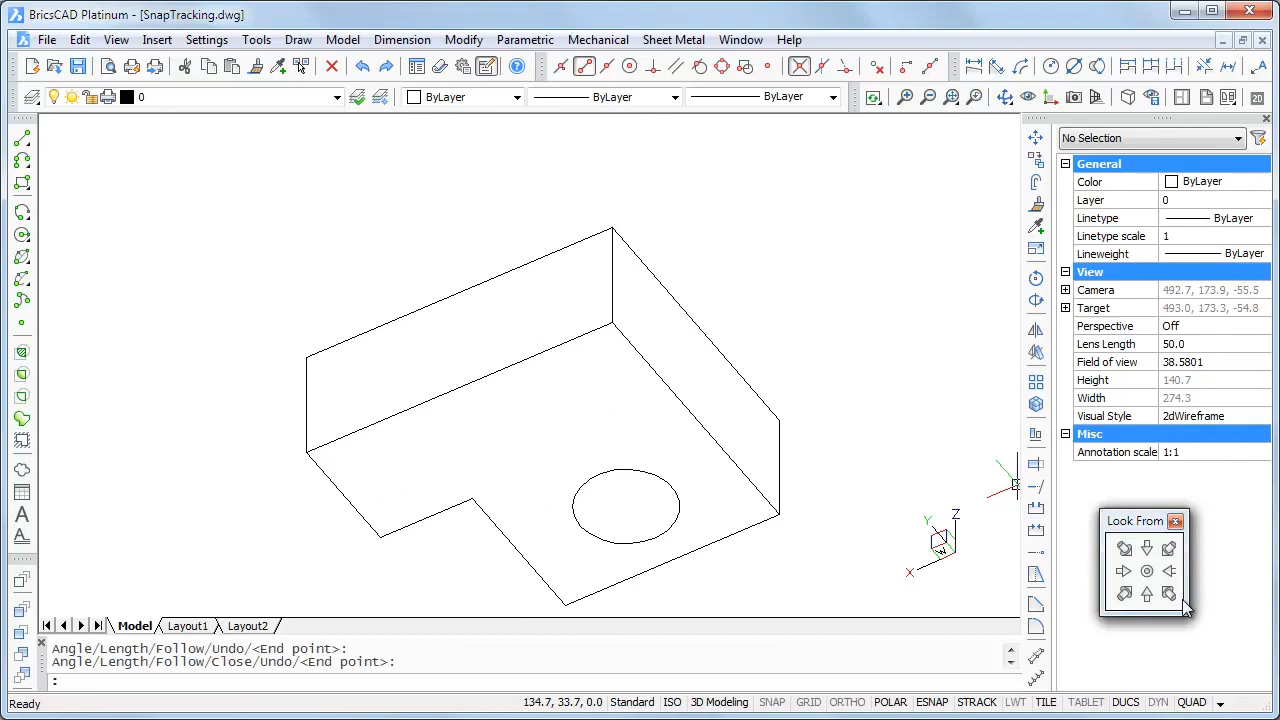 BricsCAD Platinum - [SnapTracking.dwg]
File Edit View Insert Settings Tools Draw Model Dimension Modify Parametric Mechanical Sheet Metal Window Help
0 ByLayer ByLayer ByLayer 2D
No Selection
General
Color ByLayer
Layer 0
Linetype ByLayer
Linetype scale 1
Lineweight ByLayer
View
Camera 492.7, 173.9, -55.5
Target 493.0, 173.3, -54.8
Perspective Off
Lens Length 50.0
Field of view 38.5801
Height 140.7
Width 274.3
Visual Style 2dWireframe
Misc
Annotation scale 1:1
Look From
Z
Y
W
X
Model Layout1 Layout2
Angle/Length/Follow/Undo/<End point>:
Angle/Length/Follow/Close/Undo/<End point>:
:
Ready 134.7, 33.7, 0.0 Standard ISO 3D Modeling SNAP GRID ORTHO POLAR ESNAP STRACK LWT TILE TABLET DUCS DYN QUAD